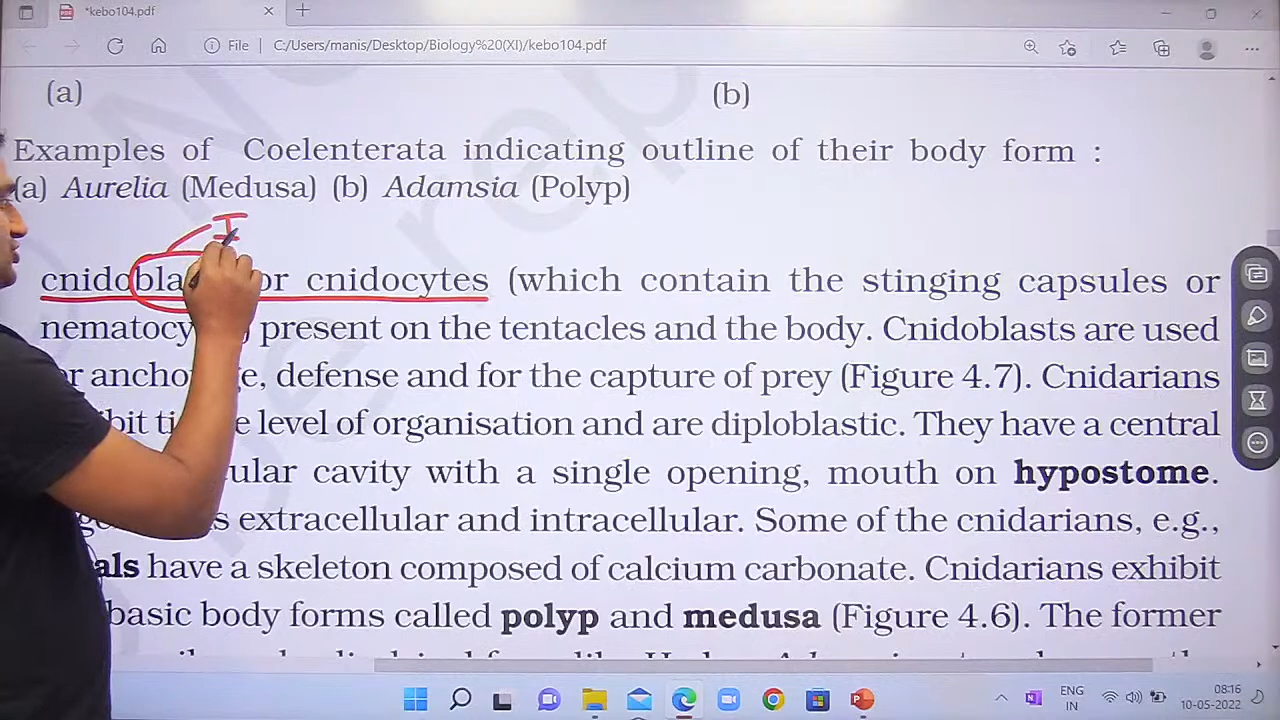 *kebo104.pdf
File | C:/Users/manis/Desktop/Biology%20(XI)/kebo104.pdf
(a) (b)
Examples of Coelenterata indicating outline of their body form :
(a) Aurelia (Medusa) (b) Adamsia (Polyp)
I
cnidobla or cnidocytes (which contain the stinging capsules or
nematocy present on the tentacles and the body. Cnidoblasts are used
r ancho e, defense and for the capture of prey (Figure 4.7). Cnidarians
bit ti e level of organisation and are diploblastic. They have a central
ular cavity with a single opening, mouth on hypostome.
s extracellular and intracellular. Some of the cnidarians, e.g.,
als have a skeleton composed of calcium carbonate. Cnidarians exhibit
basic body forms called polyp and medusa (Figure 4.6). The former
ENG
IN
08:16
10-05-2022